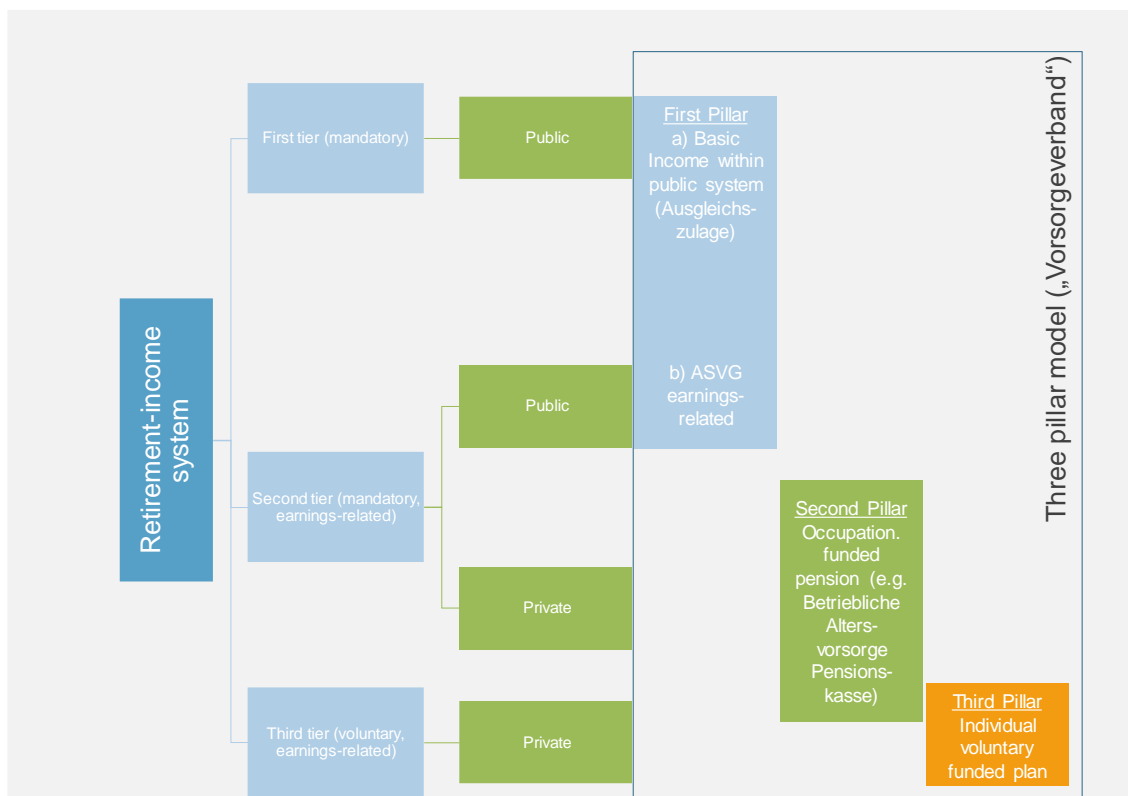 Retirement-income
system
First tier (mandatory)
Public
Second tier (mandatory,
earnings-related)
Public
Private
Third tier (voluntary,
earnings-related)
Private
First Pillar
a) Basic
Income within
public system
(Ausgleichs-
zulage)
b) ASVG
earnings-
related
Second Pillar
Occupation.
funded
pension (e.g.
Betriebliche
Alters-
vorsorge
Pensions-
kasse)
Third Pillar
Individual
voluntary
funded plan
Three pillar model („Vorsorgeverband“)